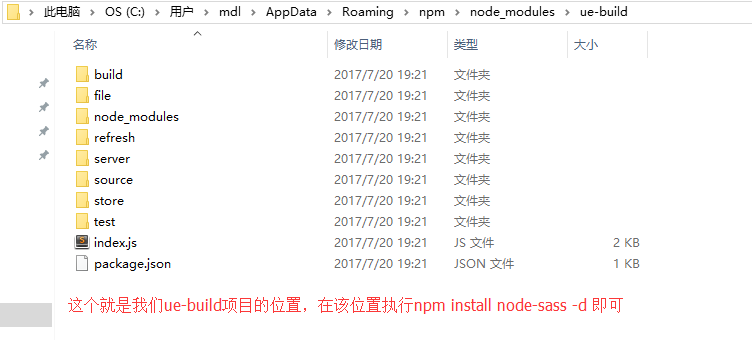 此电脑 > OS (C:) > 用户 > mdl > AppData > Roaming > npm > node_modules > ue-build
名称 修改日期 类型 大小
build 2017/7/20 19:21 文件夹
file 2017/7/20 19:21 文件夹
node_modules 2017/7/20 19:21 文件夹
refresh 2017/7/20 19:21 文件夹
server 2017/7/20 19:21 文件夹
source 2017/7/20 19:21 文件夹
store 2017/7/20 19:21 文件夹
test 2017/7/20 19:21 文件夹
index.js 2017/7/20 19:21 JS 文件 2 KB
package.json 2017/7/20 19:21 JSON 文件 1 KB
这个就是我们ue-build项目的位置，在该位置执行npm install node-sass -d 即可